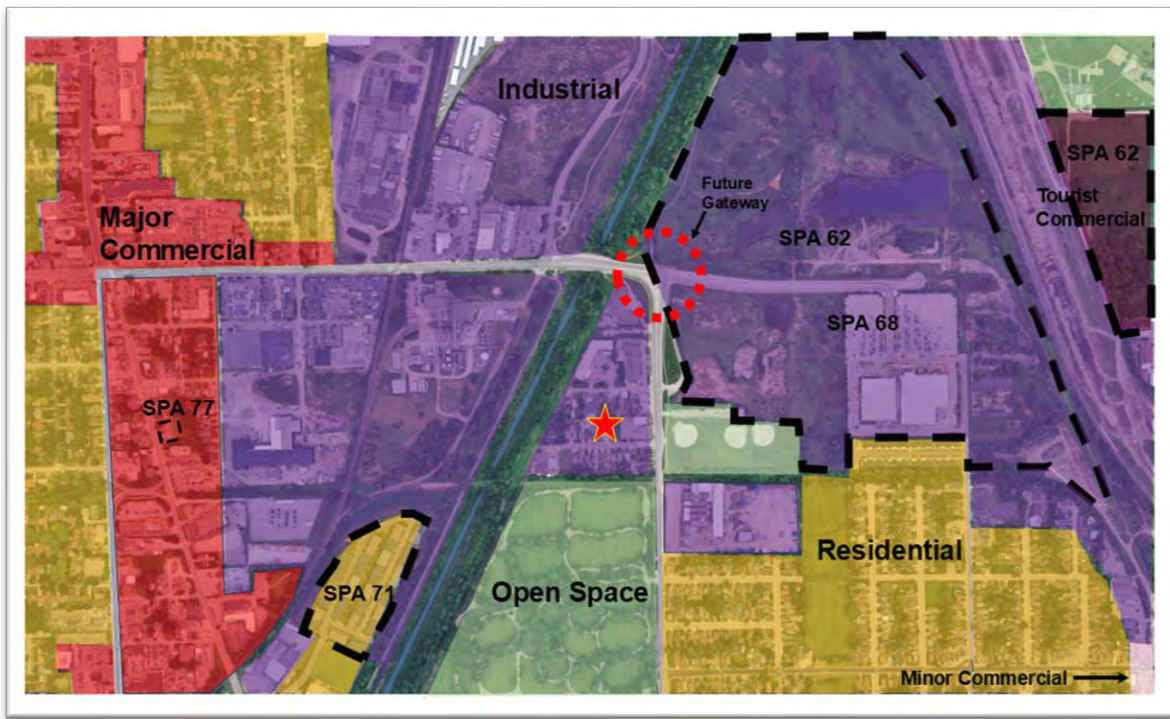 Industrial
SPA 62
Future
Gateway
Tourist
Commercial
Major
Commercial
SPA 62
SPA 68
SPA 77
SPA 71
Open Space
Residential
Minor Commercial